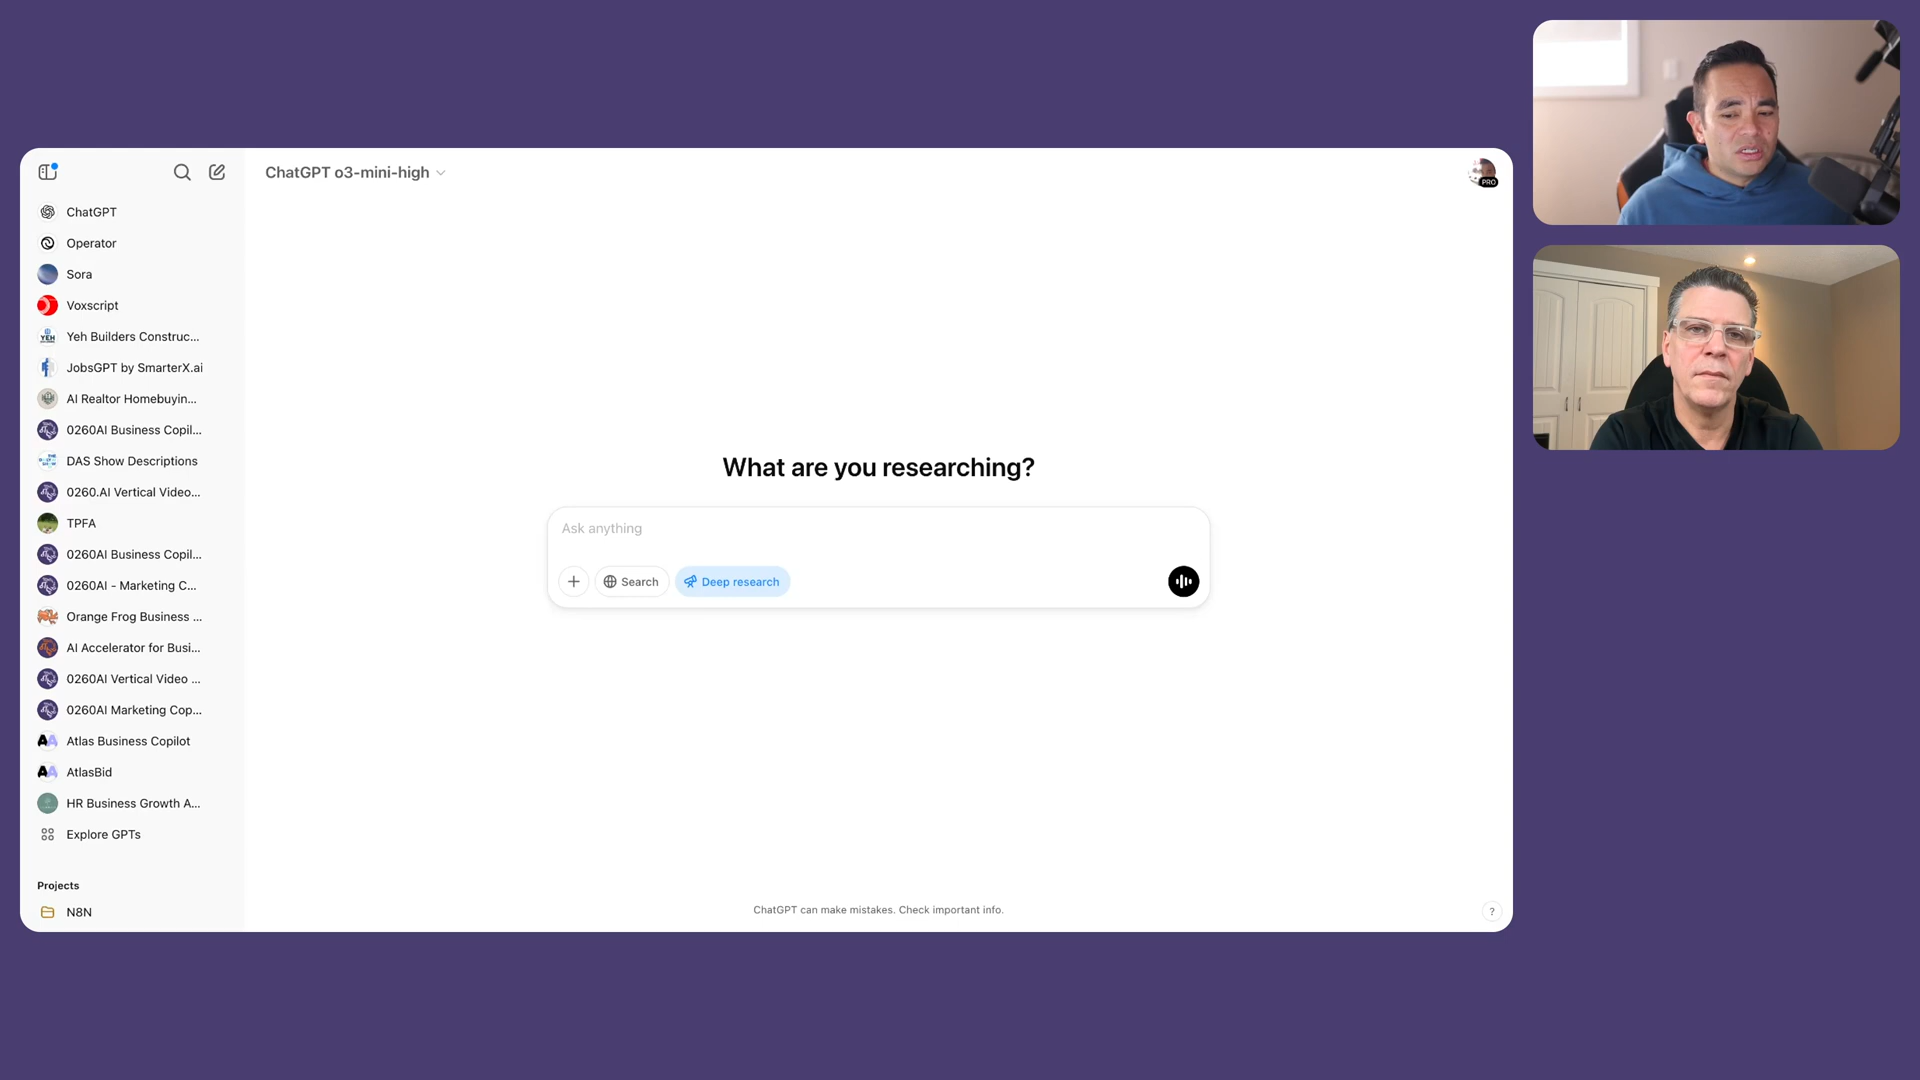 ChatGPT o3-mini-high
PRO
ChatGPT
Operator
Sora
Voxscript
YEH
Yeh Builders Construc...
JobsGPT by SmarterX.ai
AI Realtor Homebuyin...
0260AI Business Copil...
DAS Show Descriptions
0260.AI Vertical Video...
TPFA
0260AI Business Copil...
0260AI - Marketing C...
Orange Frog Business ...
AI Accelerator for Busi...
0260AI Vertical Video ...
0260AI Marketing Cop...
Atlas Business Copilot
AtlasBid
HR Business Growth A...
Explore GPTs
Projects
N8N
What are you researching?
Ask anything
Search
Deep research
ChatGPT can make mistakes. Check important info.
?